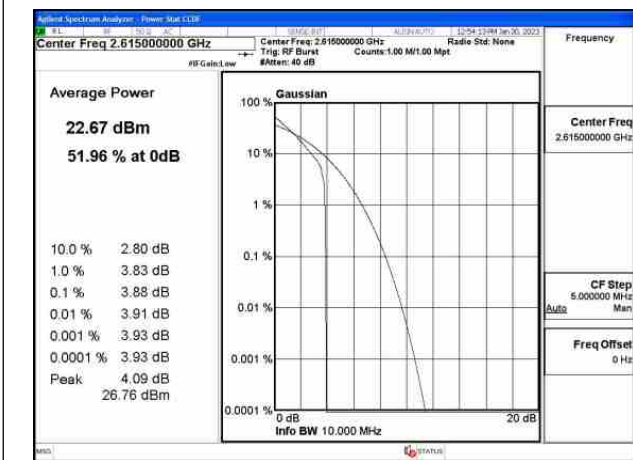 Agilent Spectrum Analyzer - Power Stat CCDF
RL RF 50 Ω AC SENSE:INT ALIGN AUTO 12:54:13 PM Jan 30, 2023
Center Freq 2.615000000 GHz
Center Freq: 2.615000000 GHz Radio Std: None
Trig: RF Burst Counts:1.00 M/1.00 Mpt
#IFGain:Low #Atten: 40 dB
Frequency
Average Power
22.67 dBm
51.96 % at 0dB
10.0 % 2.80 dB
1.0 % 3.83 dB
0.1 % 3.88 dB
0.01 % 3.91 dB
0.001 % 3.93 dB
0.0001 % 3.93 dB
Peak 4.09 dB
26.76 dBm
Gaussian
100 %
10 %
1 %
0.1 %
0.01 %
0.001 %
0.0001 %
0 dB 20 dB
Info BW 10.000 MHz
Center Freq
2.615000000 GHz
CF Step
5.000000 MHz
Auto Man
Freq Offset
0 Hz
MSG STATUS